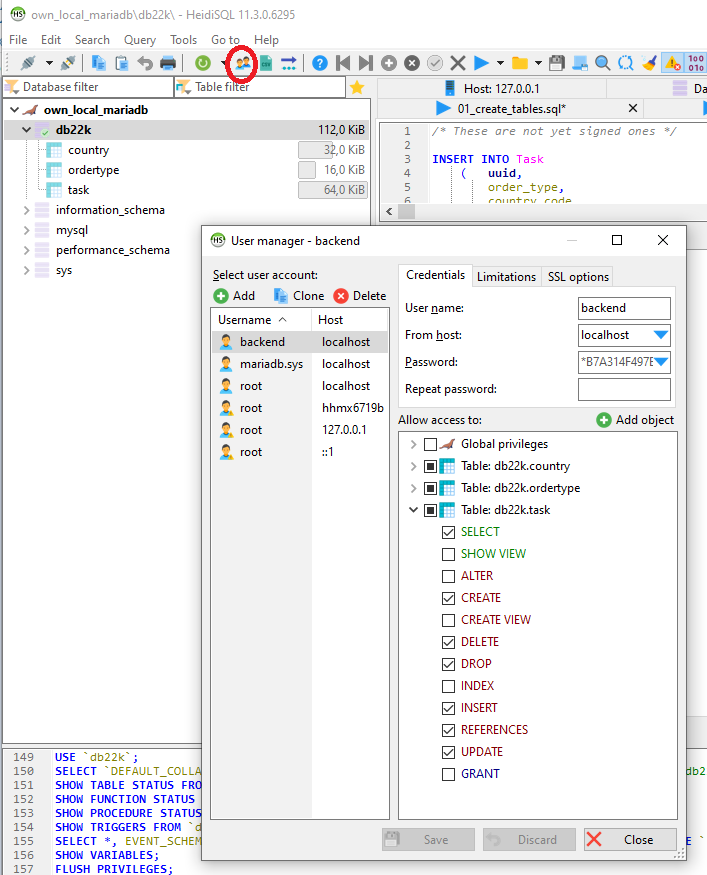 own_local_mariadb\db22k\ - HeidiSQL 11.3.0.6295
File Edit Search Query Tools Go to Help
Database filter Table filter
own_local_mariadb
db22k 112,0 KiB
country 32,0 KiB
ordertype 16,0 KiB
task 64,0 KiB
information_schema
mysql
performance_schema
sys
Host: 127.0.0.1 Da
01_create_tables.sql*
1 /* These are not yet signed ones */
2
3 INSERT INTO Task
4 ( uuid,
5 order_type,
6 country_code
User manager - backend
Select user account:
Add Clone Delete
Username Host
backend localhost
mariadb.sys localhost
root localhost
root hhmx6719b
root 127.0.0.1
root ::1
Credentials Limitations SSL options
User name: backend
From host: localhost
Password:
Repeat password:
Allow access to: Add object
Global privileges
Table: db22k.country
Table: db22k.ordertype
Table: db22k.task
SELECT
SHOW VIEW
ALTER
CREATE
CREATE VIEW
DELETE
DROP
INDEX
INSERT
REFERENCES
UPDATE
GRANT
Save Discard Close
149 USE `db22k`;
150 SELECT `DEFAULT_COLLA
151 SHOW TABLE STATUS FRO
152 SHOW FUNCTION STATUS
153 SHOW PROCEDURE STATUS
154 SHOW TRIGGERS FROM `d
155 SELECT *, EVENT_SCHEM
156 SHOW VARIABLES;
157 FLUSH PRIVILEGES;